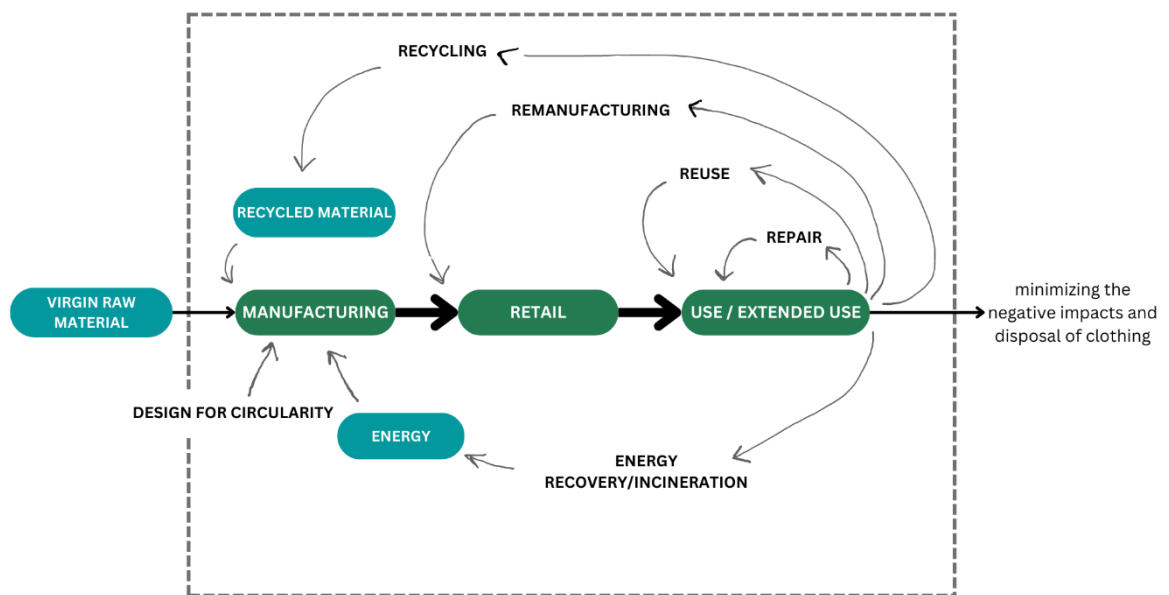 RECYCLING
REMANUFACTURING
REUSE
RECYCLED MATERIAL
REPAIR
VIRGIN RAW
MATERIAL
MANUFACTURING
RETAIL
USE / EXTENDED USE
minimizing the
negative impacts and
disposal of clothing
DESIGN FOR CIRCULARITY
ENERGY
ENERGY
RECOVERY/INCINERATION